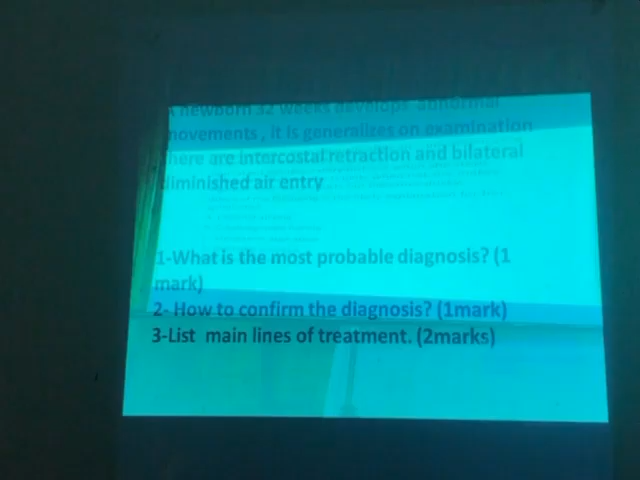 A newborn 32 weeks develops abnormal
movements , it is generalizes on examination
there are intercostal retraction and bilateral
diminished air entry
1-What is the most probable diagnosis? (1
mark)
2- How to confirm the diagnosis? (1mark)
3-List main lines of treatment. (2marks)